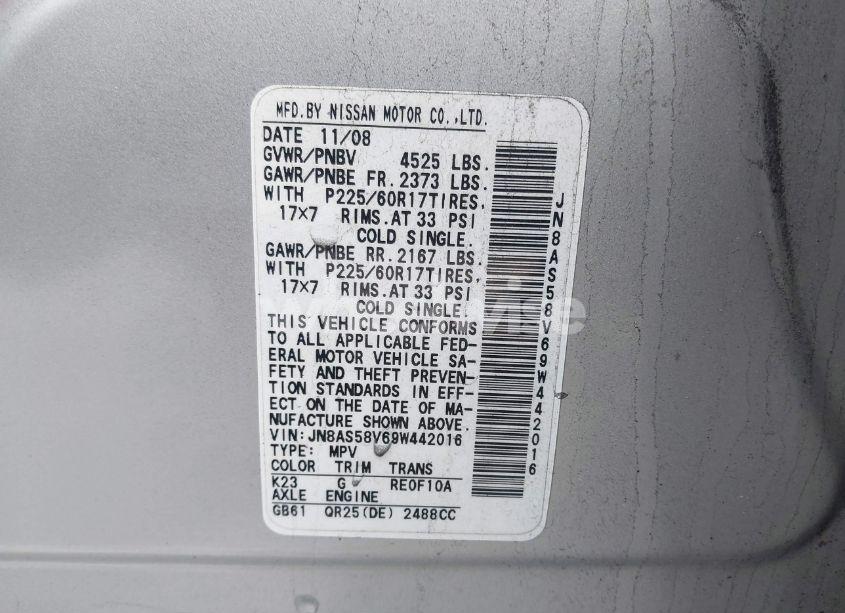 MFD.BY NISSAN MOTOR CO.,LTD.
DATE 11/08
GVWR/PNBV 4525 LBS.
GAWR/PNBE FR. 2373 LBS.
WITH P225/60R17TIRES,
17×7 RIMS.AT 33 PSI
COLD SINGLE.
GAWR/PNBE RR. 2167 LBS.
WITH P225/60R17TIRES,
17×7 RIMS.AT 33 PSI
COLD SINGLE.
THIS VEHICLE CONFORMS
TO ALL APPLICABLE FED-
ERAL MOTOR VEHICLE SA-
FETY AND THEFT PREVEN-
TION STANDARDS IN EFF-
ECT ON THE DATE OF MA-
NUFACTURE SHOWN ABOVE.
VIN: JN8AS58V69W442016
TYPE: MPV
COLOR TRIM TRANS
K23 G RE0F10A
AXLE ENGINE
GB61 QR25(DE) 2488CC
JN8AS58V69W442016